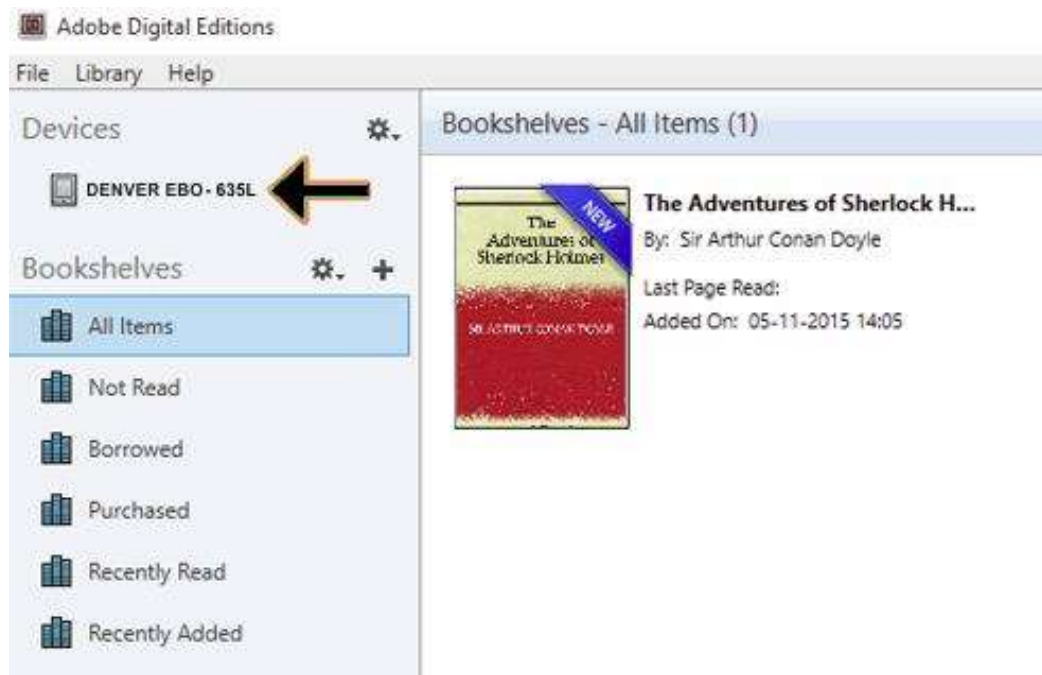 Adobe Digital Editions
File Library Help
Devices
DENVER EBO- 635L
Bookshelves
All Items
Not Read
Borrowed
Purchased
Recently Read
Recently Added
Bookshelves - All Items (1)
The
Adventures of
Sherlock Holmes
NEW
SIR ARTHUR CONAN DOYLE
The Adventures of Sherlock H...
By: Sir Arthur Conan Doyle
Last Page Read:
Added On: 05-11-2015 14:05